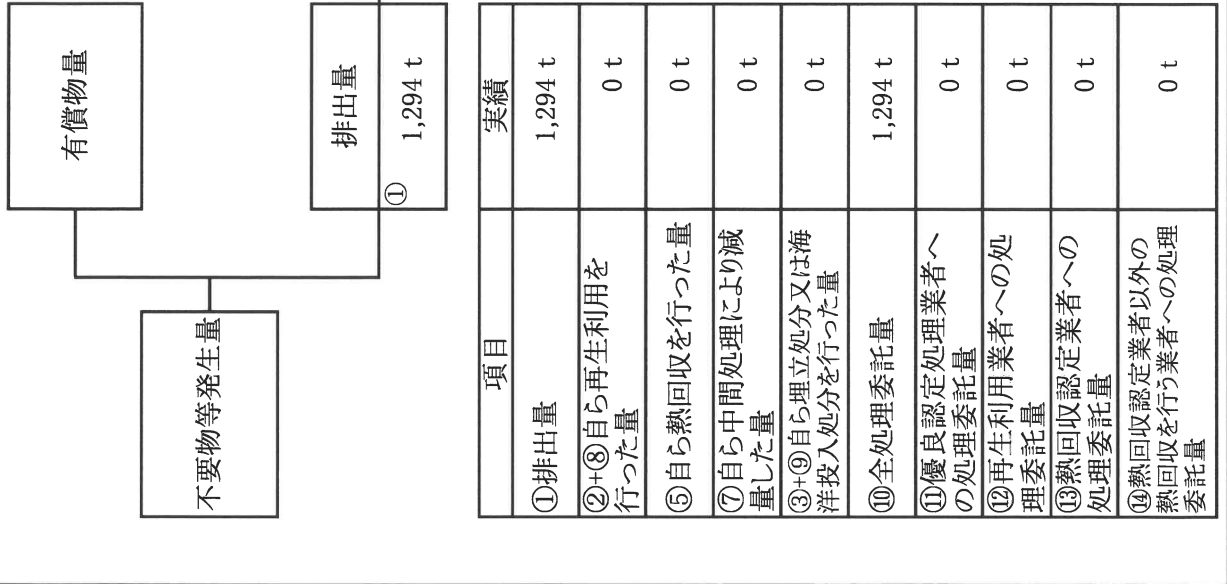 有償物量
不要物等発生量
排出量
①
1,294 t
項目
実績
①排出量
1,294 t
②+⑧自ら再生利用を
行った量
0 t
⑤自ら熱回収を行った量
0 t
⑦自ら中間処理により減
量した量
0 t
③+⑨自ら埋立処分又は海
洋投入処分を行った量
0 t
⑩全処理委託量
1,294 t
⑪優良認定処理業者へ
の処理委託量
0 t
⑫再生利用業者への処
理委託量
0 t
⑬熱回収認定業者への
処理委託量
0 t
⑭熱回収認定業者以外の
熱回収を行う業者への処理
委託量
0 t